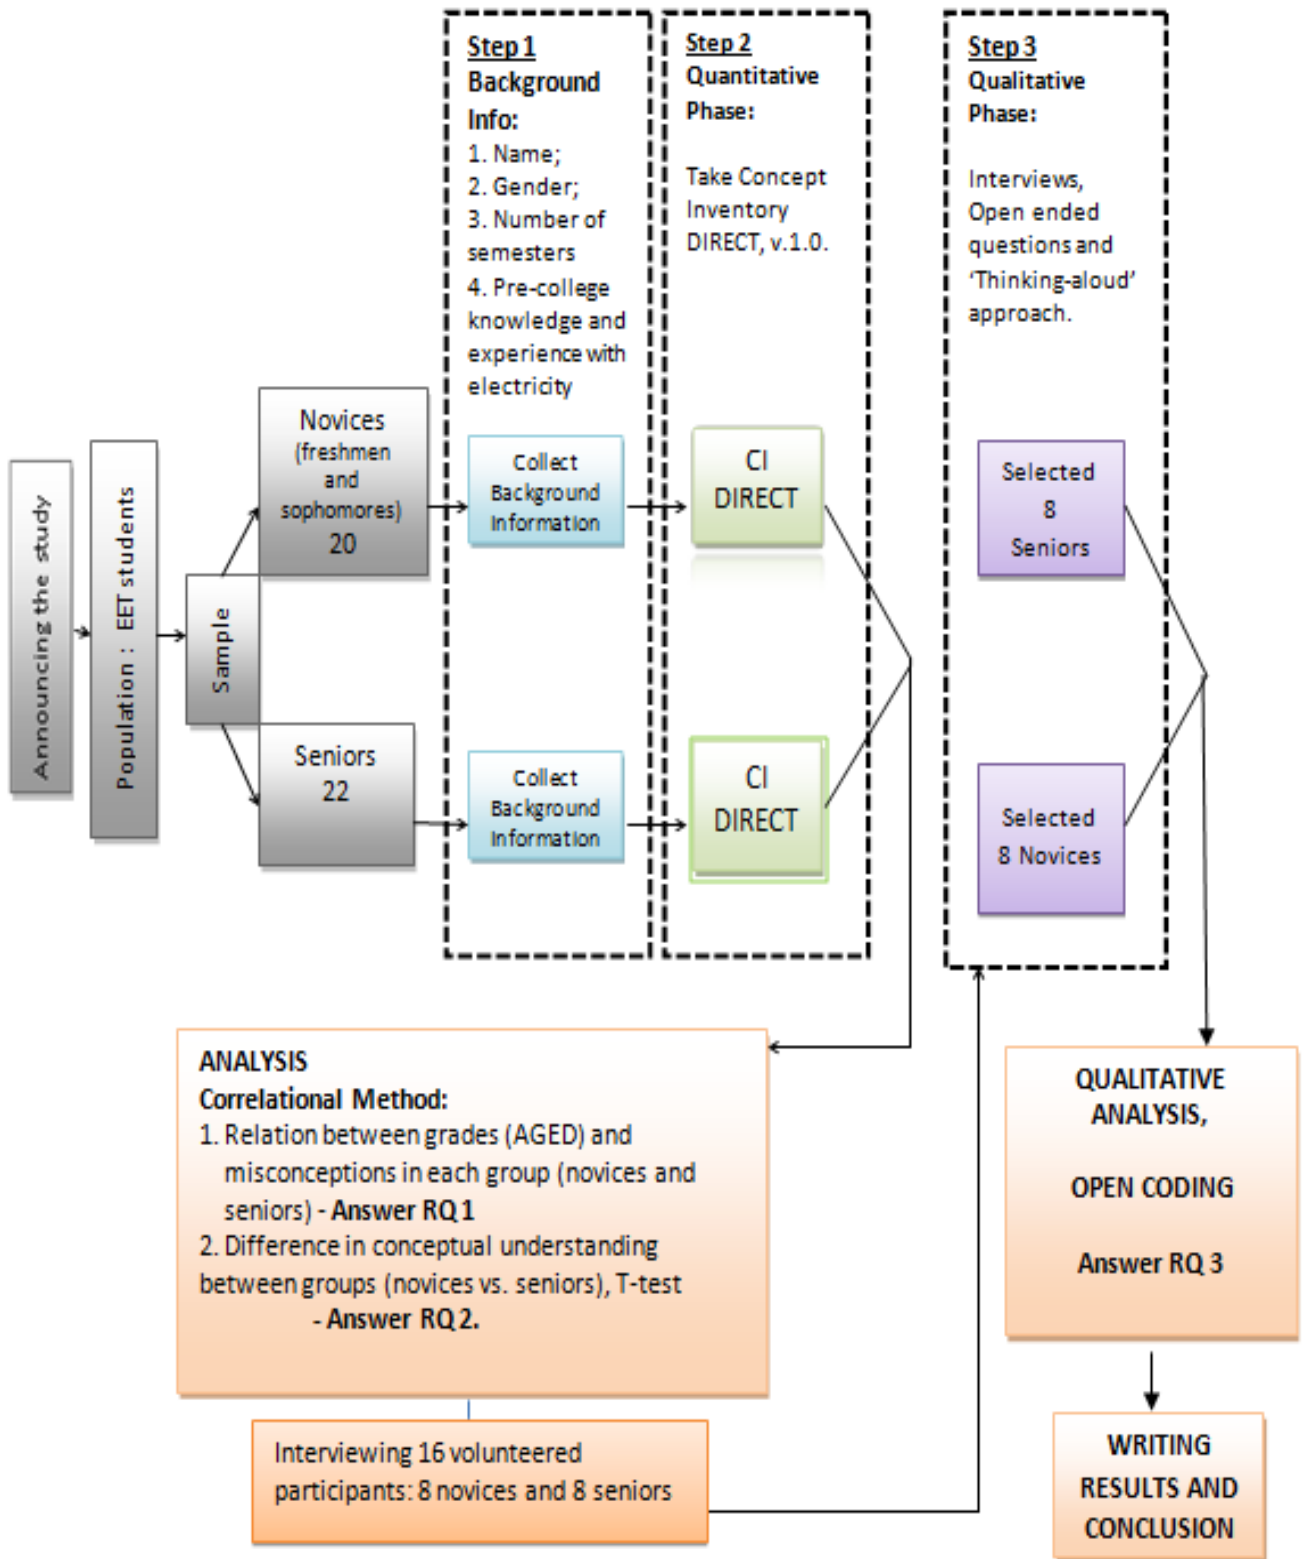 Announcing the study
Population : EET students
Sample
Novices
(freshmen
and
sophomores)
20
Seniors
22
Step 1
Background
Info:
1. Name;
2. Gender;
3. Number of
semesters
4. Pre-college
knowledge and
experience with
electricity
Collect
Background
Information
Collect
Background
Information
Step 2
Quantitative
Phase:
Take Concept
Inventory
DIRECT, v.1.0.
CI
DIRECT
CI
DIRECT
Step 3
Qualitative
Phase:
Interviews,
Open ended
questions and
‘Thinking-aloud’
approach.
Selected
8
Seniors
Selected
8 Novices
ANALYSIS
Correlational Method:
1. Relation between grades (AGED) and
misconceptions in each group (novices and
seniors) - Answer RQ 1
2. Difference in conceptual understanding
between groups (novices vs. seniors), T-test
- Answer RQ 2.
Interviewing 16 volunteered
participants: 8 novices and 8 seniors
QUALITATIVE
ANALYSIS,
OPEN CODING
Answer RQ 3
WRITING
RESULTS AND
CONCLUSION